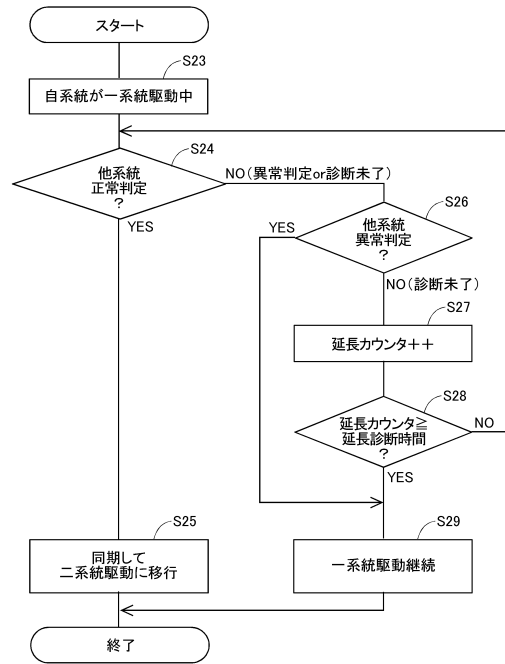 スタート
S23
自系統が一系統駆動中
S24
他系統
正常判定
?
NO(異常判定or診断未了)
YES
S26
他系統
異常判定
?
YES
NO(診断未了)
S27
延長カウンタ++
S28
延長カウンタ≧
延長診断時間
?
NO
YES
S25
同期して
二系統駆動に移行
S29
一系統駆動継続
終了